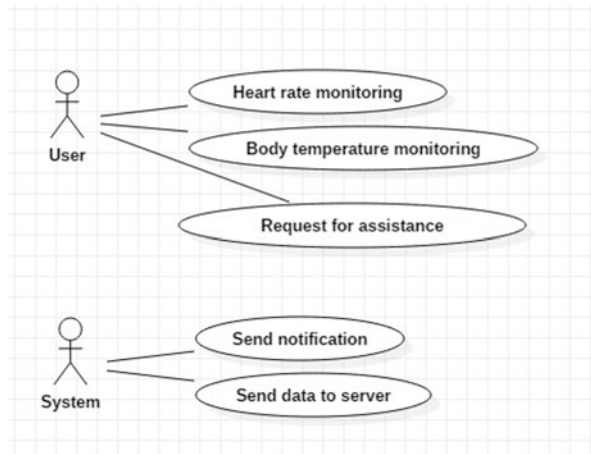 Heart rate monitoring
User
Body temperature monitoring
Request for assistance
Send notification
System
Send data to server